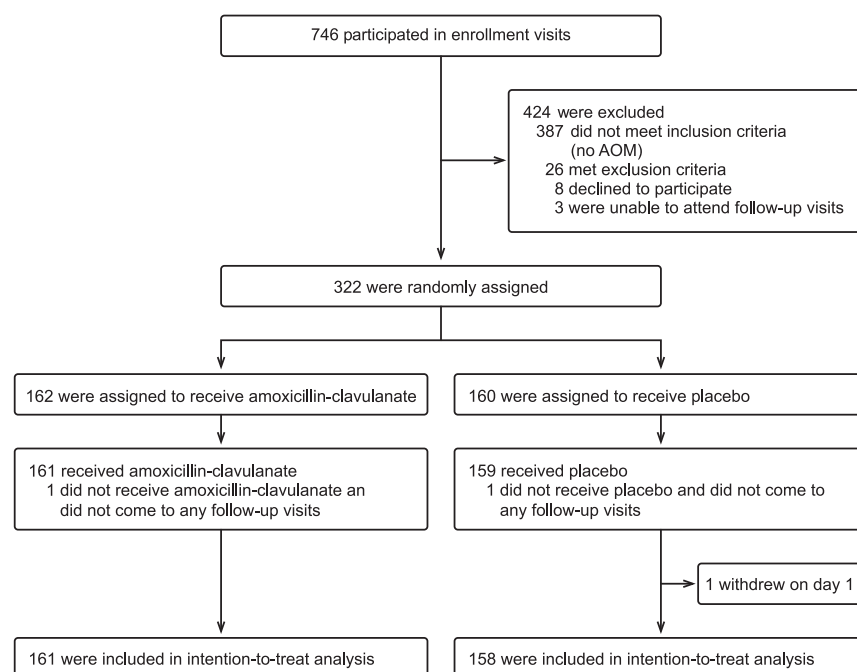 746 participated in enrollment visits
424 were excluded
387 did not meet inclusion criteria
(no AOM)
26 met exclusion criteria
8 declined to participate
3 were unable to attend follow-up visits
322 were randomly assigned
162 were assigned to receive amoxicillin-clavulanate
160 were assigned to receive placebo
161 received amoxicillin-clavulanate
1 did not receive amoxicillin-clavulanate an
did not come to any follow-up visits
159 received placebo
1 did not receive placebo and did not come to
any follow-up visits
1 withdrew on day 1
161 were included in intention-to-treat analysis
158 were included in intention-to-treat analysis